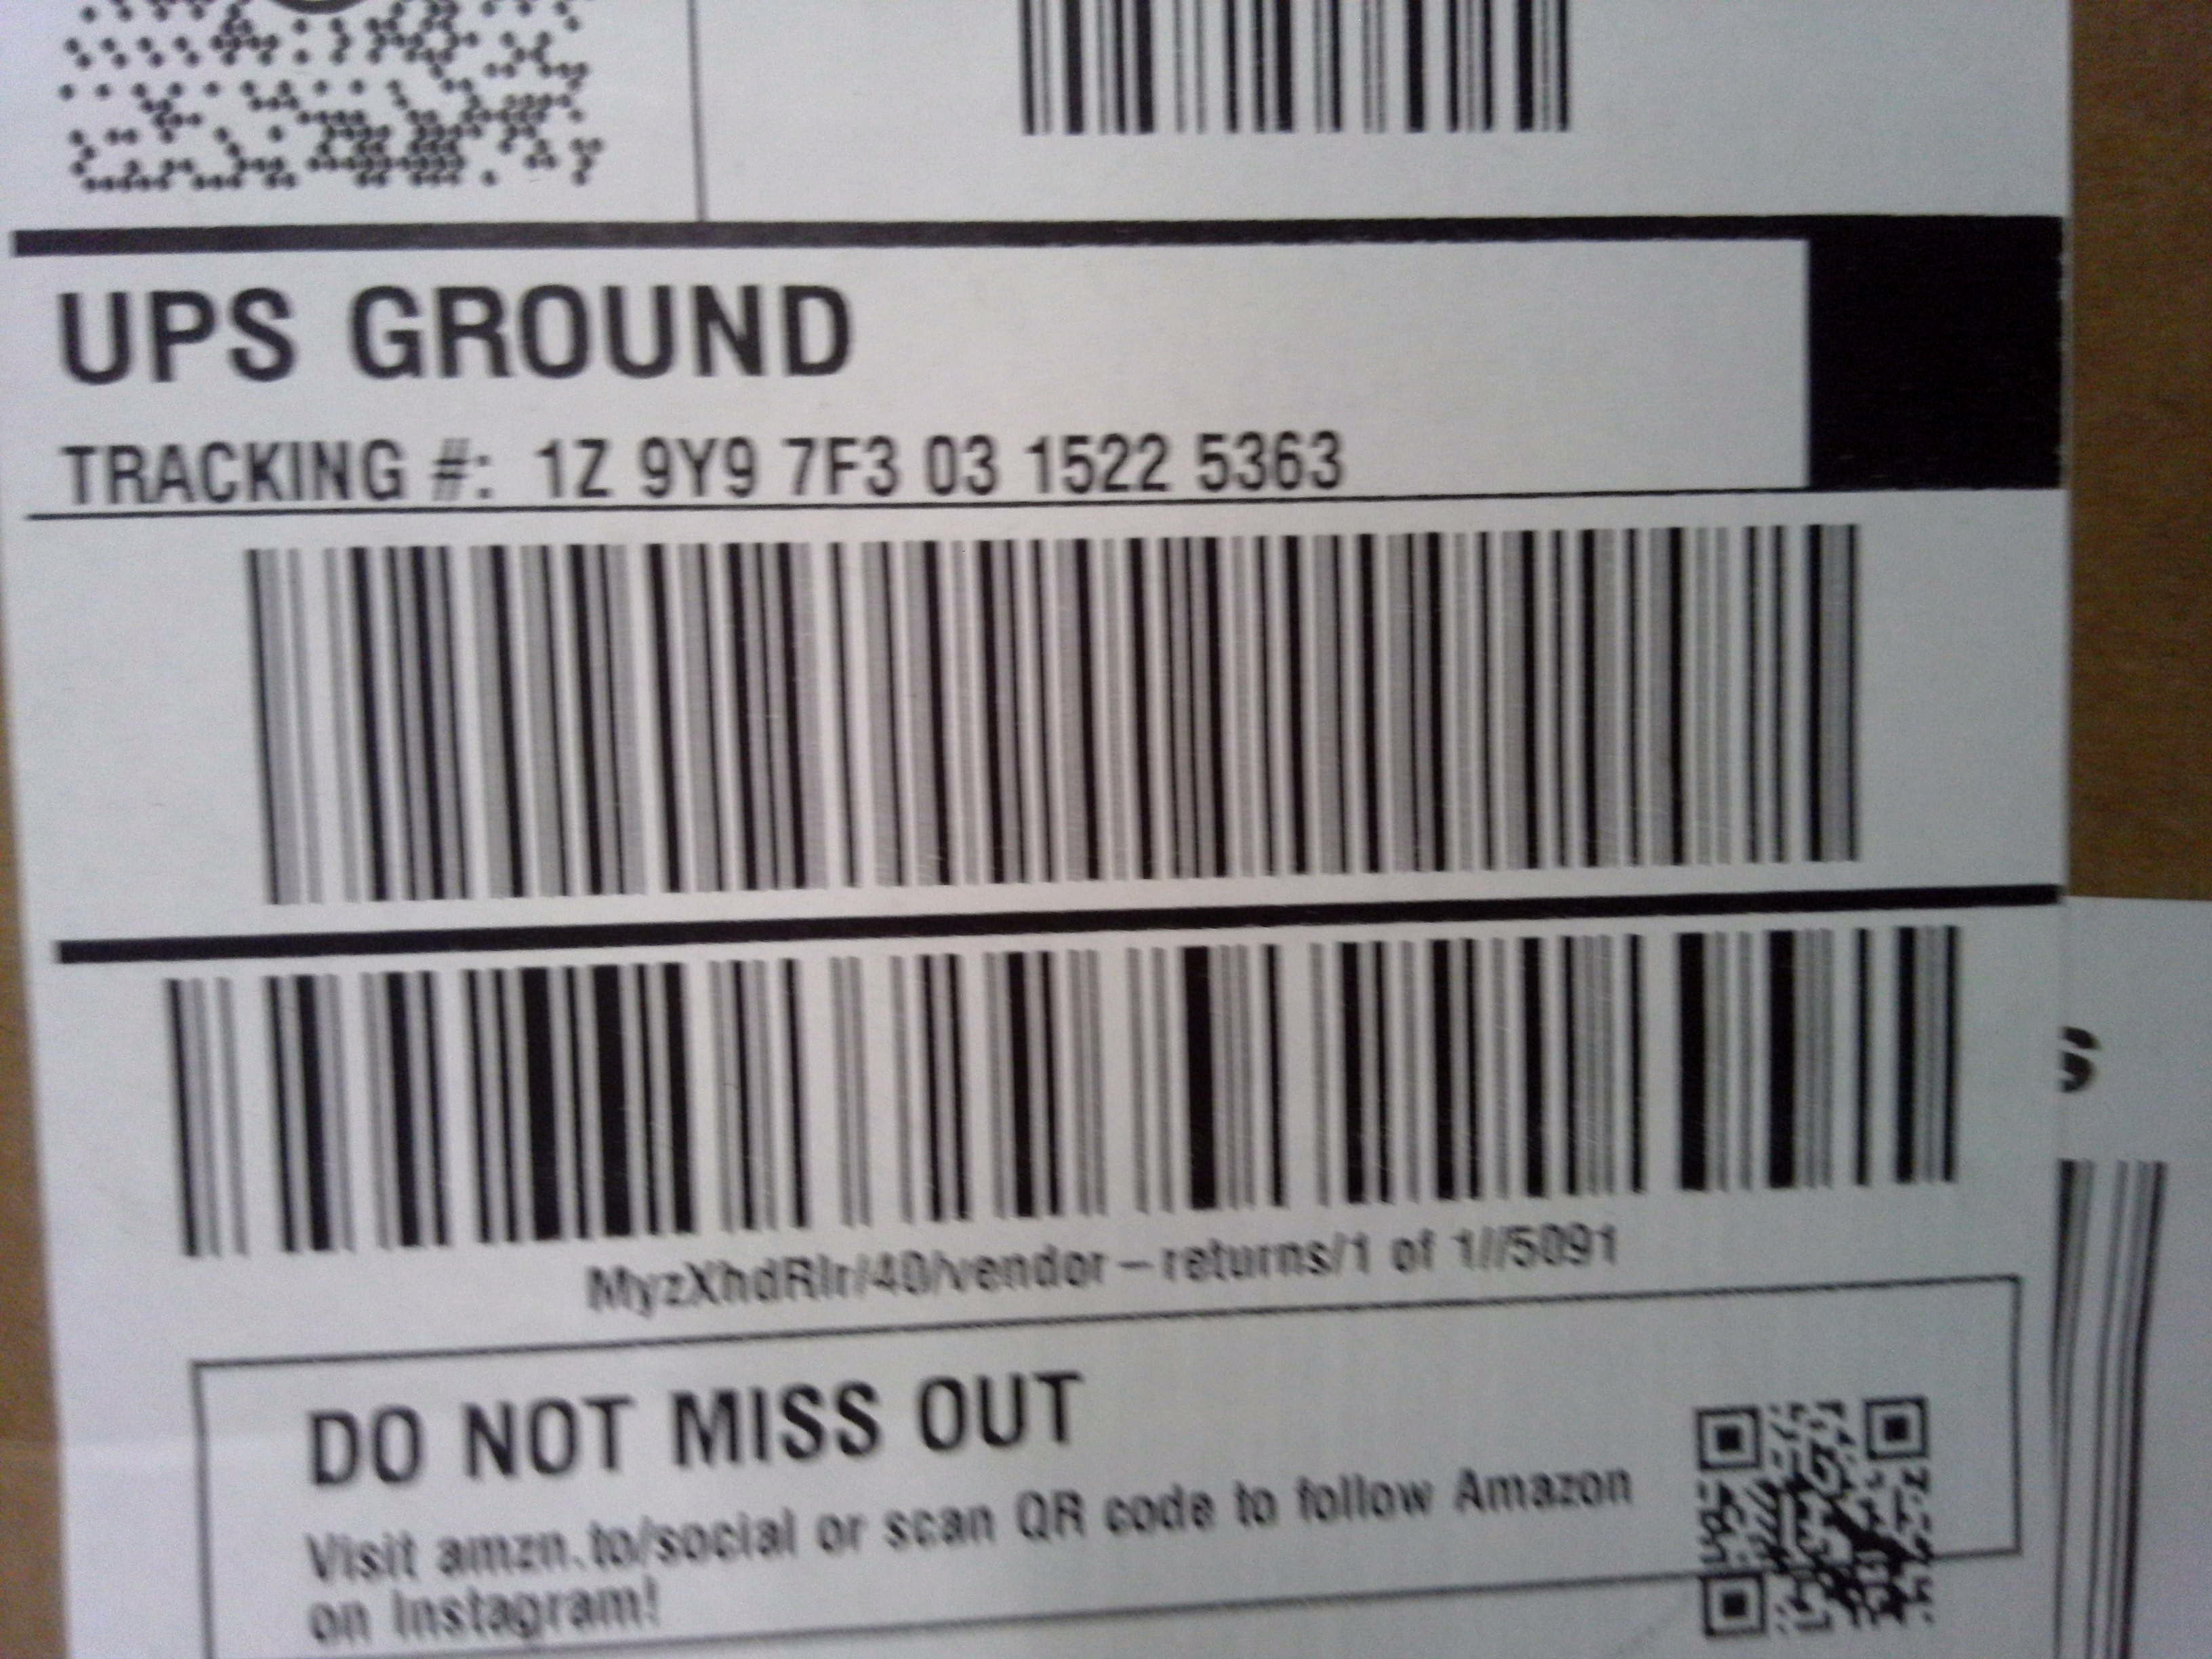 UPS GROUND
TRACKING #: 1Z 9Y9 7F3 03 1522 5363
MyzXhdRlr/40/vendor-returns/1 of 1//5091
DO NOT MISS OUT
Visit amzn.to/social or scan QR code to follow Amazon
on Instagram!
S